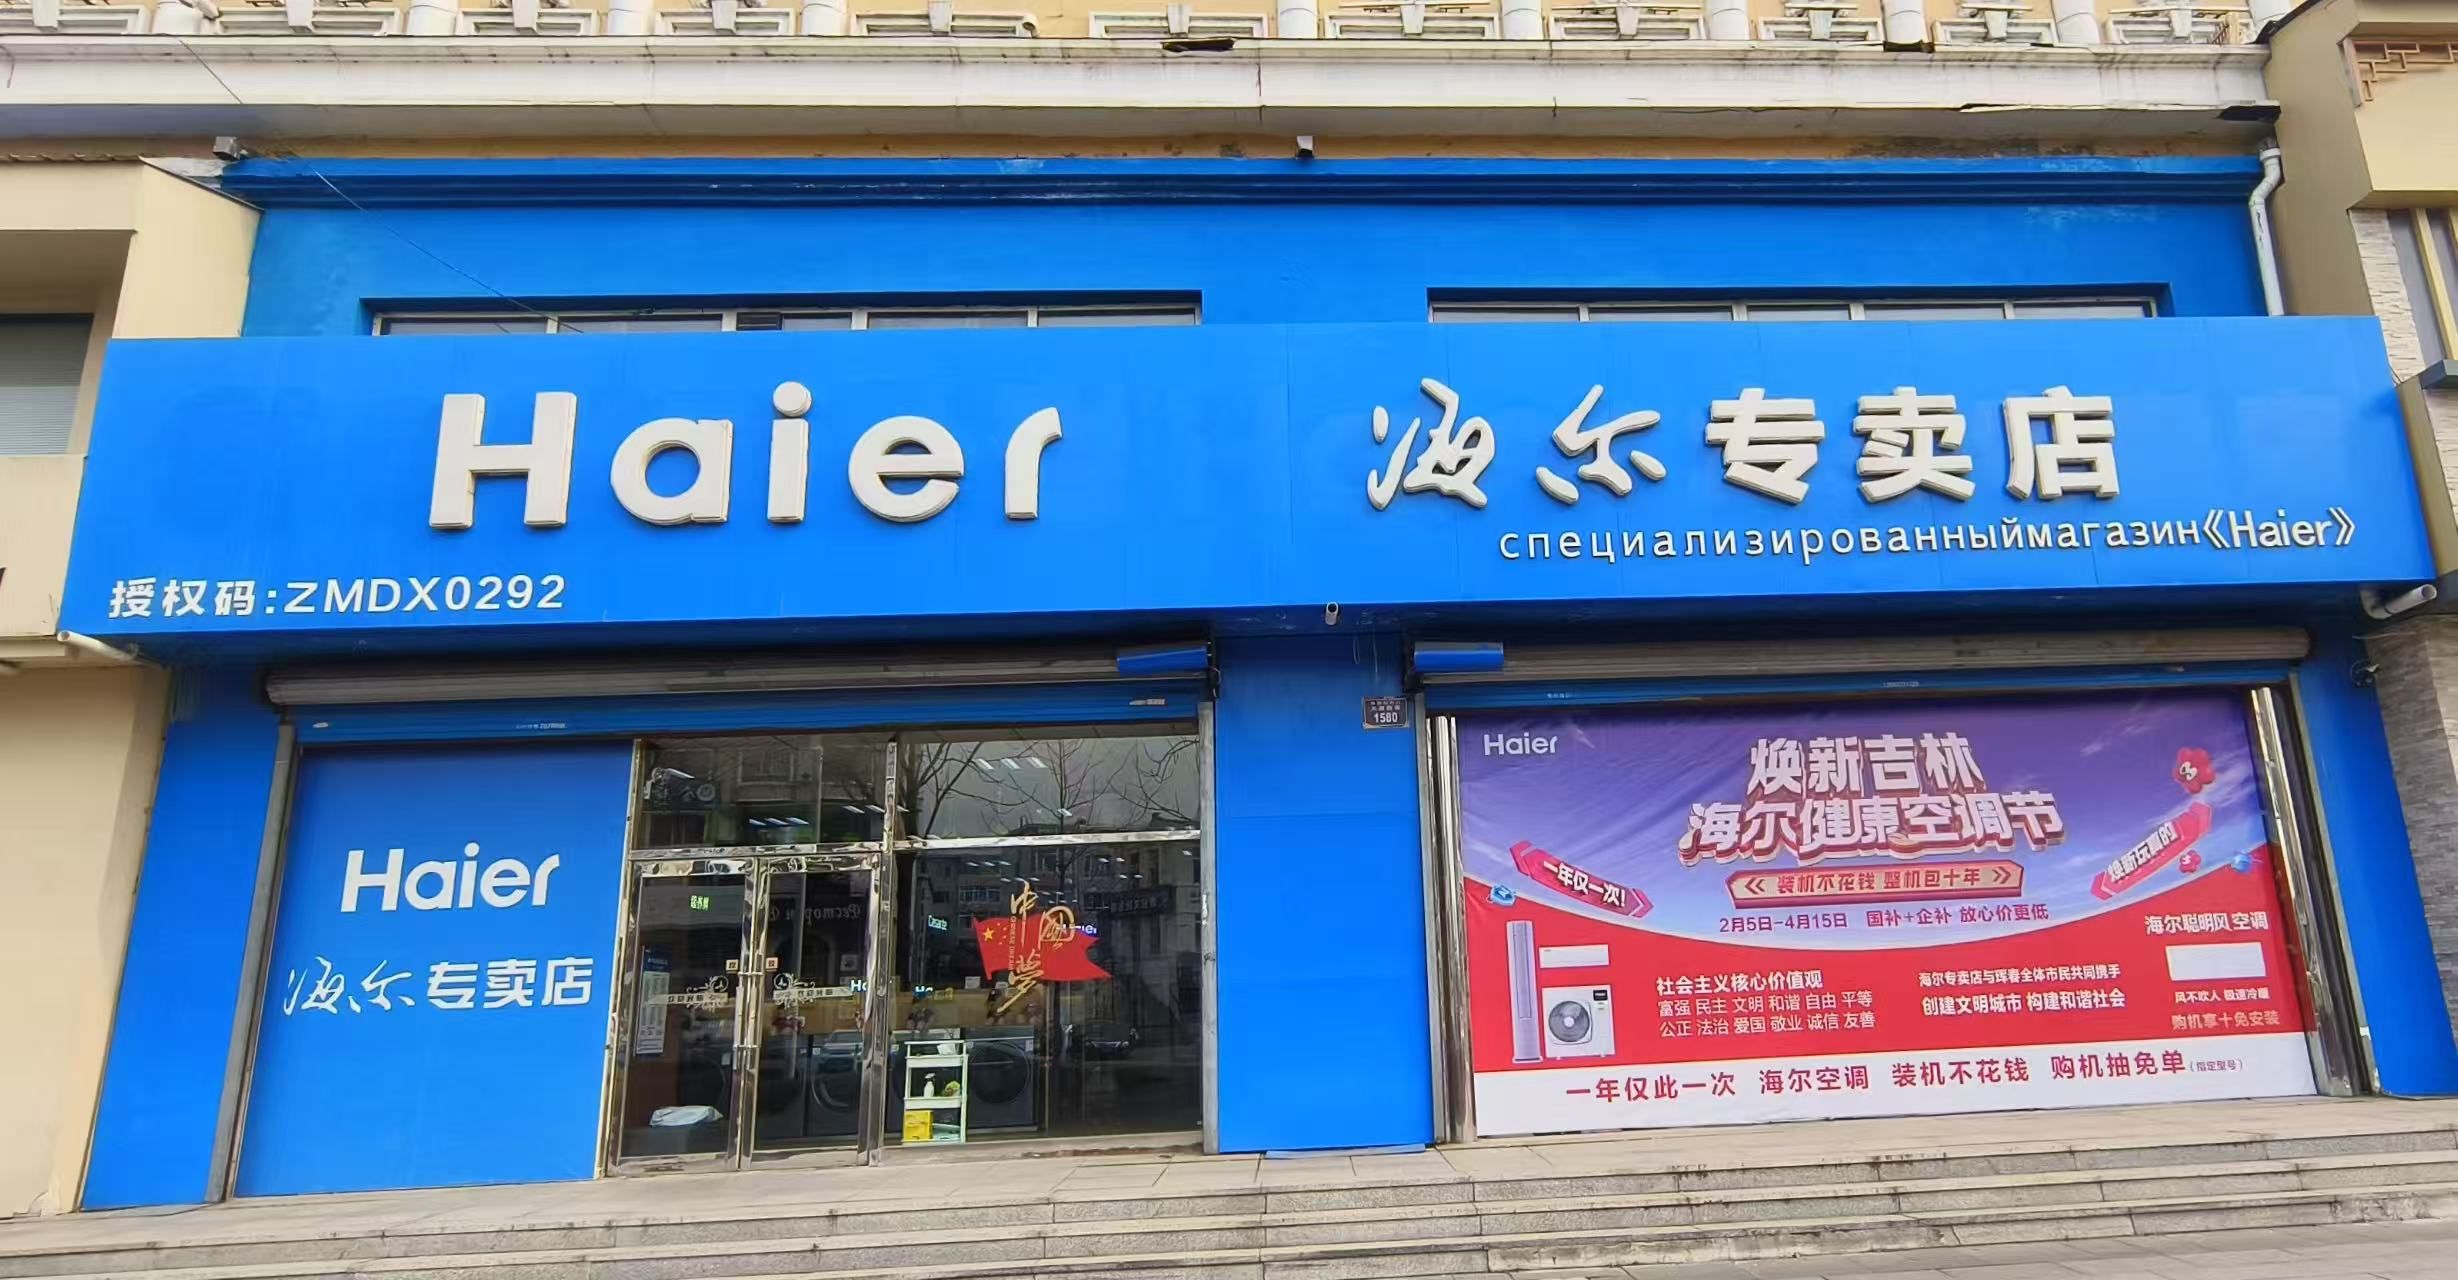 Haier
海尔专卖店
специализированныймагазин《Haier》
授权码:ZMDX0292
1580
Haier
海尔专卖店
中国梦
Casarte
Haier
焕新吉林
海尔健康空调节
一年仅一次!
焕新玩真的
装机不花钱 整机包十年
2月5日-4月15日 国补+企补 放心价更低
海尔聪明风空调
社会主义核心价值观
富强 民主 文明 和谐 自由 平等
公正 法治 爱国 敬业 诚信 友善
海尔专卖店与珲春全体市民共同携手
创建文明城市 构建和谐社会
风不吹人 极速冷暖
购机享十免安装
一年仅此一次 海尔空调 装机不花钱 购机抽免单(指定型号)